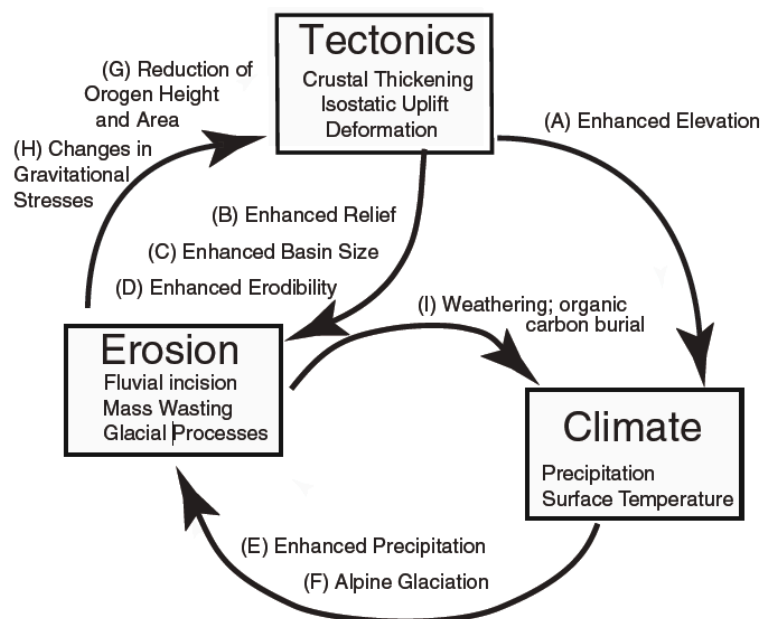 Tectonics
Crustal Thickening
Isostatic Uplift
Deformation
(G) Reduction of
Orogen Height
and Area
(H) Changes in
Gravitational
Stresses
(A) Enhanced Elevation
(B) Enhanced Relief
(C) Enhanced Basin Size
(D) Enhanced Erodibility
(I) Weathering; organic
carbon burial
Erosion
Fluvial incision
Mass Wasting
Glacial Processes
Climate
Precipitation
Surface Temperature
(E) Enhanced Precipitation
(F) Alpine Glaciation